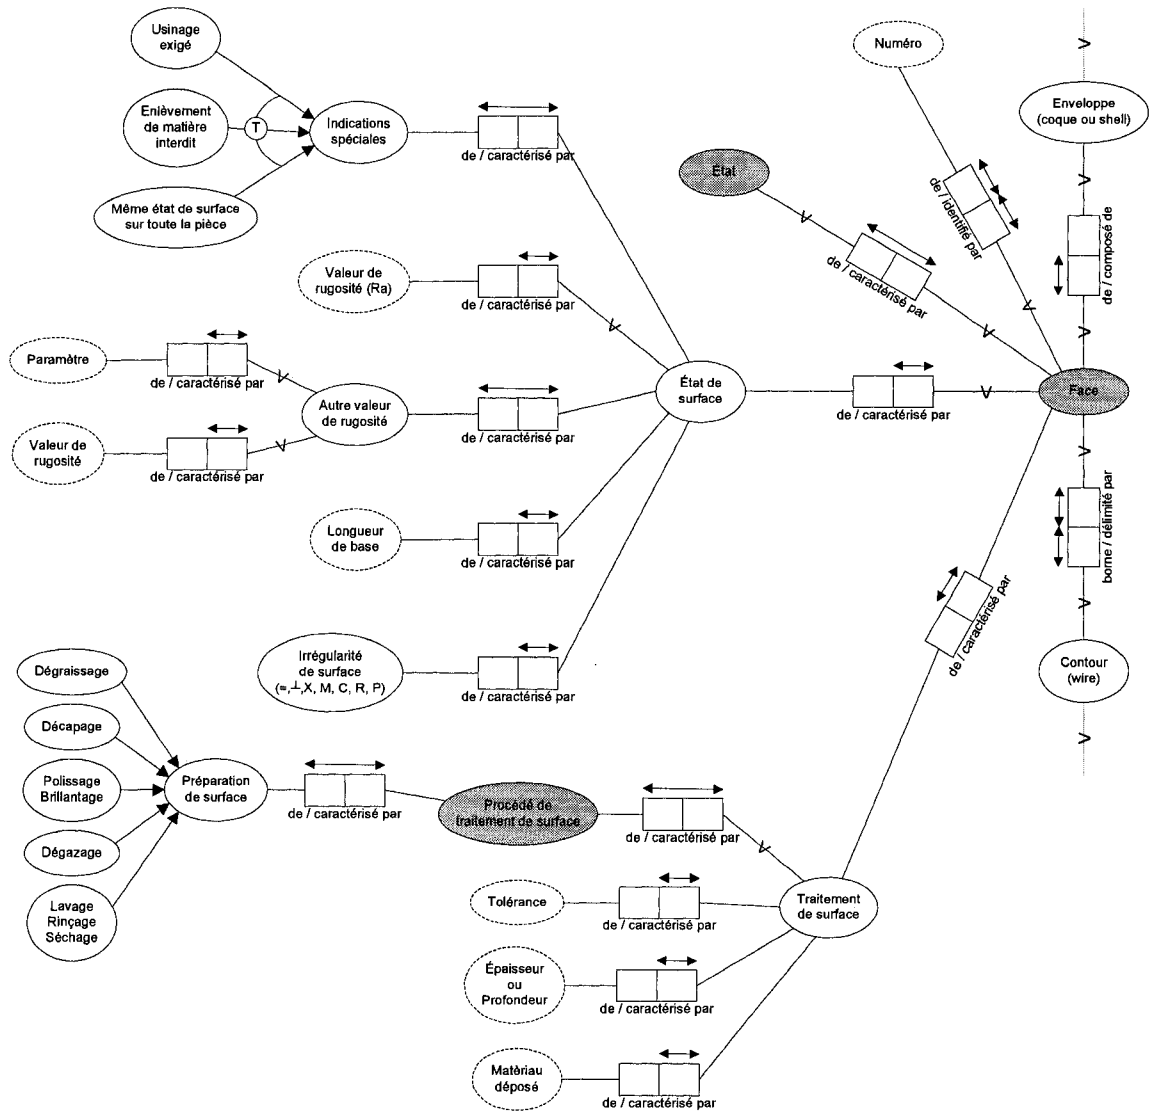 Usinage
exigé
Enlèvement
de matière
interdit
T
Indications
spéciales
Même état de surface
sur toute la pièce
de / caractérisé par
Numéro
Enveloppe
(coque ou shell)
État
de / identifié par
de / composé de
de / caractérisé par
Valeur de
rugosité (Ra)
de / caractérisé par
Paramètre
de / caractérisé par
Autre valeur
de rugosité
de / caractérisé par
Valeur de
rugosité
de / caractérisé par
État de
surface
de / caractérisé par
Face
V
Longueur
de base
de / caractérisé par
borne / délimité par
de / caractérisé par
Irrégularité
de surface
(=,⊥,X, M, C, R, P)
de / caractérisé par
Contour
(wire)
Dégraissage
Décapage
Polissage
Brillantage
Dégazage
Lavage
Rinçage
Séchage
Préparation
de surface
de / caractérisé par
Procédé de
traitement de surface
de / caractérisé par
Tolérance
de / caractérisé par
Traitement
de surface
Épaisseur
ou
Profondeur
de / caractérisé par
Matériau
déposé
de / caractérisé par